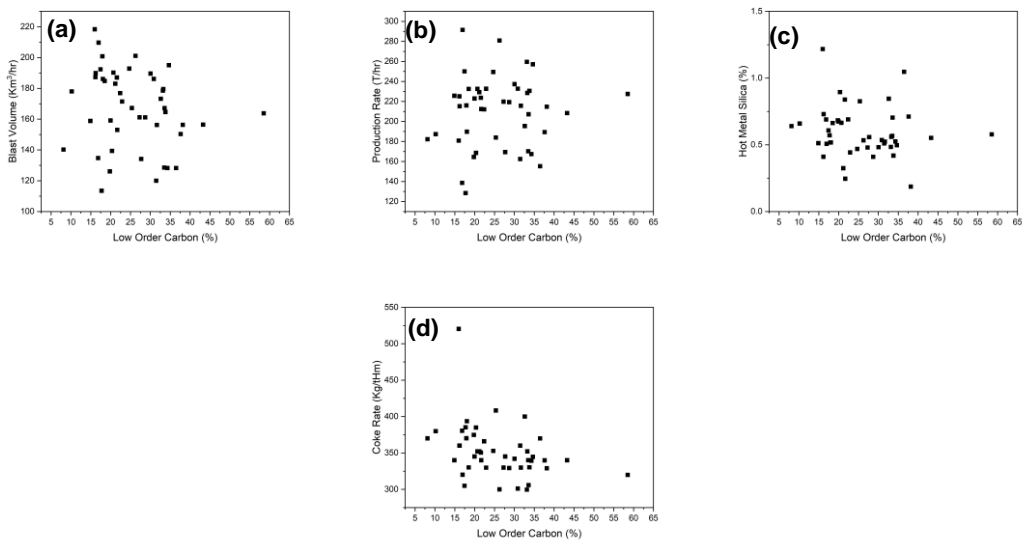 (a)
Blast Volume (Km³/hr)
220
200
180
160
140
120
100
5 10 15 20 25 30 35 40 45 50 55 60 65
Low Order Carbon (%)
(b)
Production Rate (T/hr)
300
280
260
240
220
200
180
160
140
120
5 10 15 20 25 30 35 40 45 50 55 60 65
Low Order Carbon (%)
(c)
Hot Metal Silica (%)
1.5
1.0
0.5
0.0
5 10 15 20 25 30 35 40 45 50 55 60 65
Low Order Carbon (%)
(d)
Coke Rate (Kg/tHm)
550
500
450
400
350
300
5 10 15 20 25 30 35 40 45 50 55 60 65
Low Order Carbon (%)